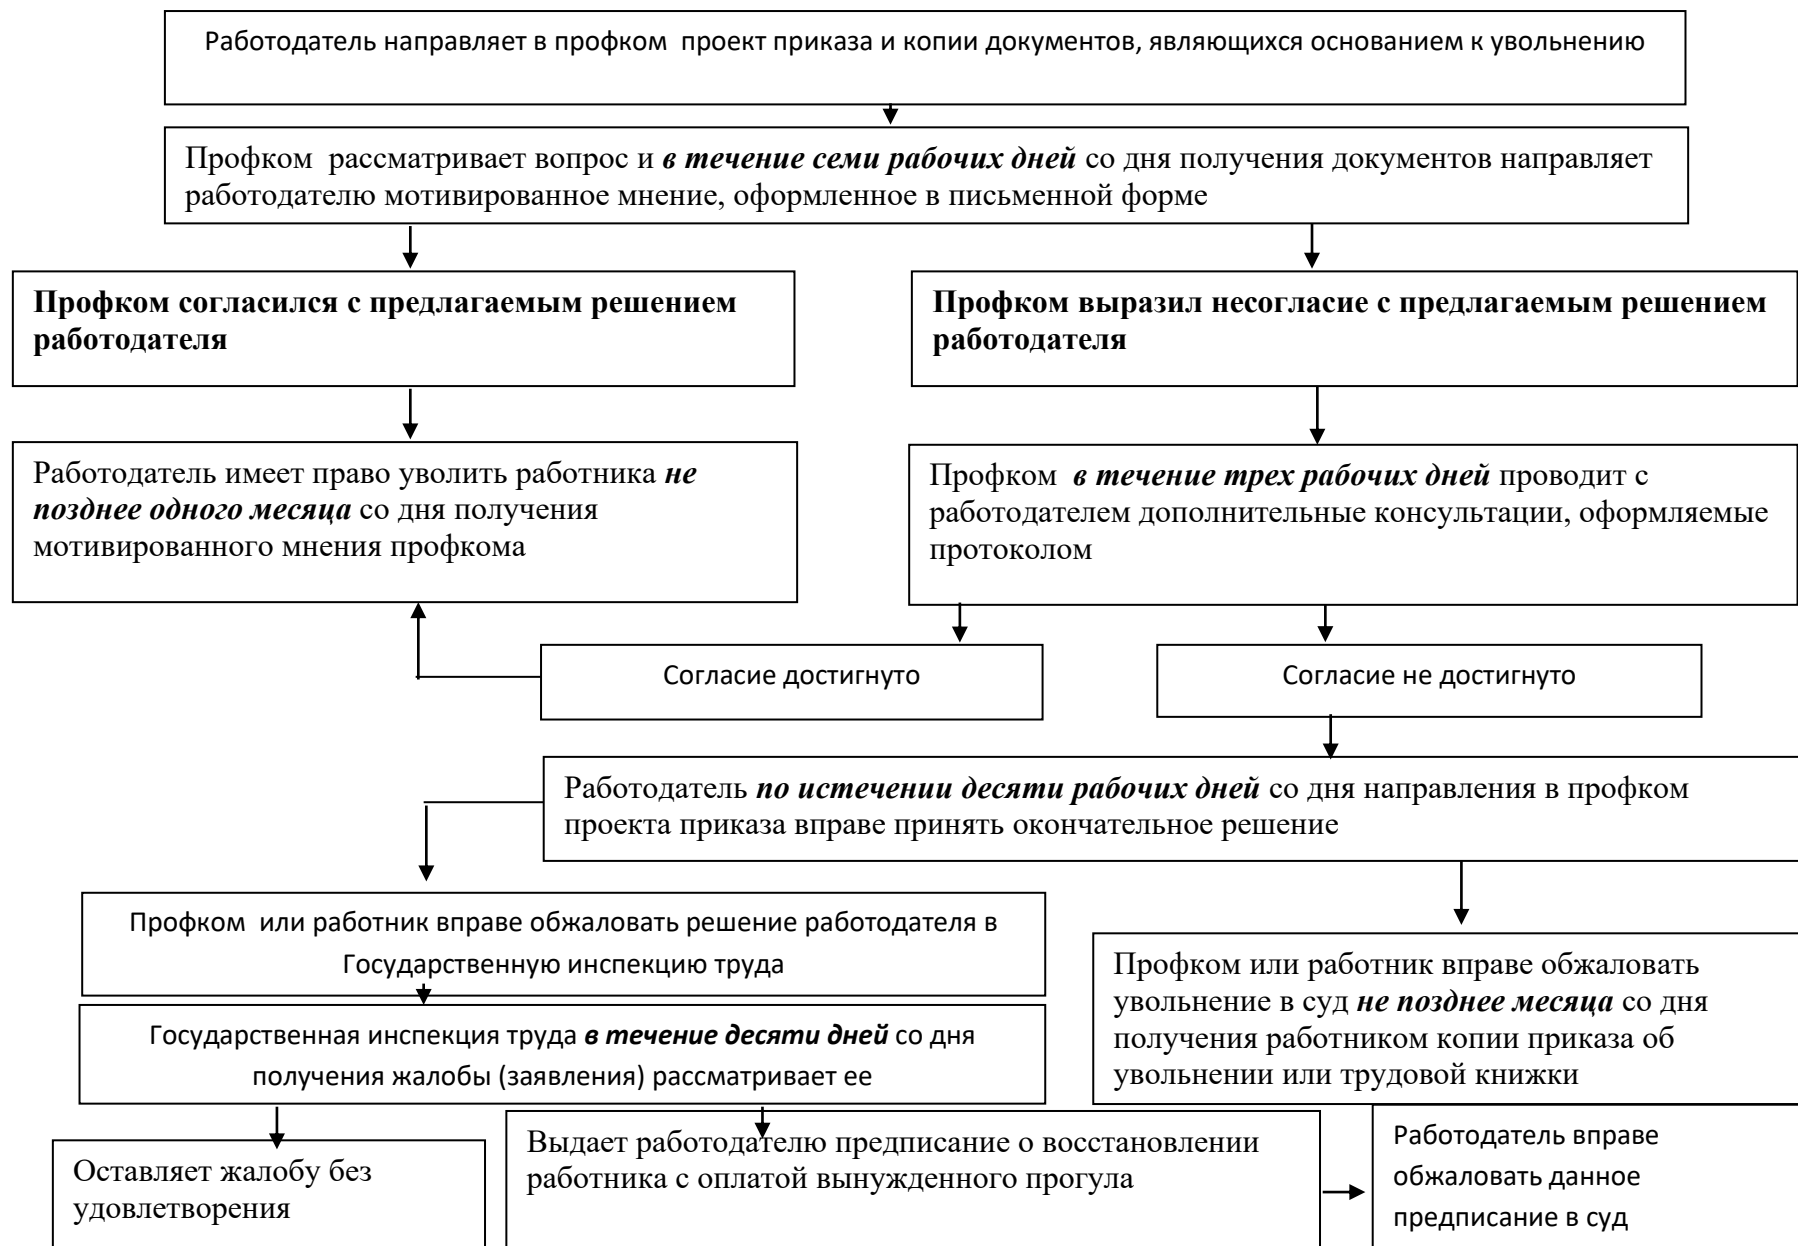 Работодатель направляет в профком  проект приказа и копии документов, являющихся основанием к увольнению
Профком  рассматривает вопрос и в течение семи рабочих дней со дня получения документов направляет
работодателю мотивированное мнение, оформленное в письменной форме
Профком согласился с предлагаемым решением
работодателя
Профком выразил несогласие с предлагаемым решением
работодателя
Работодатель имеет право уволить работника не
позднее одного месяца со дня получения
мотивированного мнения профкома
Профком  в течение трех рабочих дней проводит с
работодателем дополнительные консультации, оформляемые
протоколом
Согласие достигнуто
Согласие не достигнуто
Работодатель по истечении десяти рабочих дней со дня направления в профком
проекта приказа вправе принять окончательное решение
Профком  или работник вправе обжаловать решение работодателя в
Государственную инспекцию труда
Профком или работник вправе обжаловать
увольнение в суд не позднее месяца со дня
получения работником копии приказа об
увольнении или трудовой книжки
Государственная инспекция труда в течение десяти дней со дня
получения жалобы (заявления) рассматривает ее
Оставляет жалобу без
удовлетворения
Выдает работодателю предписание о восстановлении
работника с оплатой вынужденного прогула
Работодатель вправе
обжаловать данное
предписание в суд